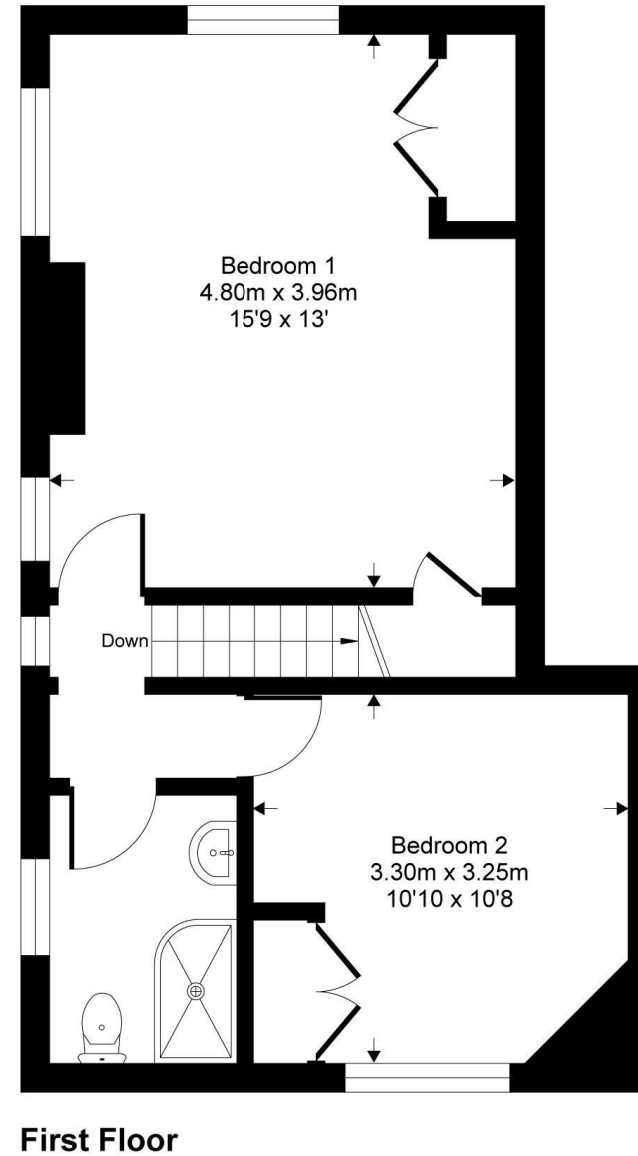 Bedroom 1
4.80m x 3.96m
15'9 x 13'
Down
Bedroom 2
3.30m x 3.25m
10'10 x 10'8
First Floor